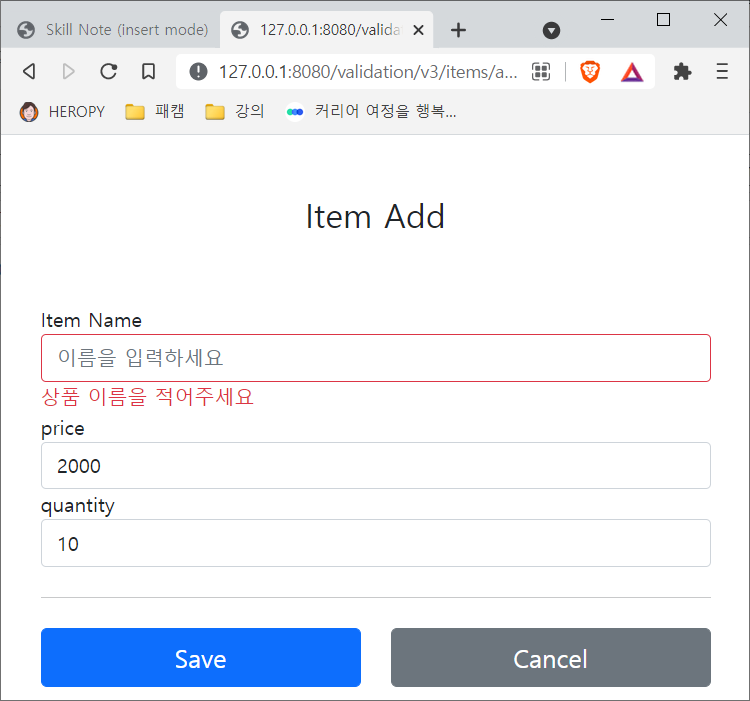 Skill Note (insert mode)
127.0.0.1:8080/valida
127.0.0.1:8080/validation/v3/items/a...
HEROPY 패캠 강의 커리어 여정을 행복...
Item Add
Item Name
이름을 입력하세요
상품 이름을 적어주세요
price
2000
quantity
10
Save Cancel